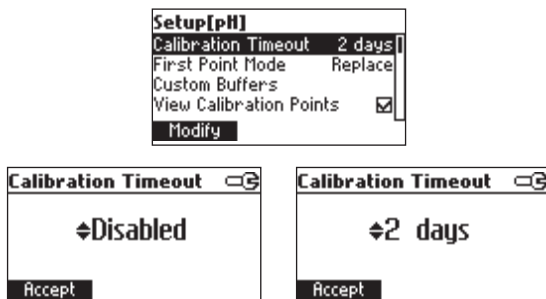 Setup[pH]
Calibration Timeout 2 days
First Point Mode Replace
Custom Buffers
View Calibration Points
Modify
Calibration Timeout
Disabled
Accept
Calibration Timeout
2 days
Accept